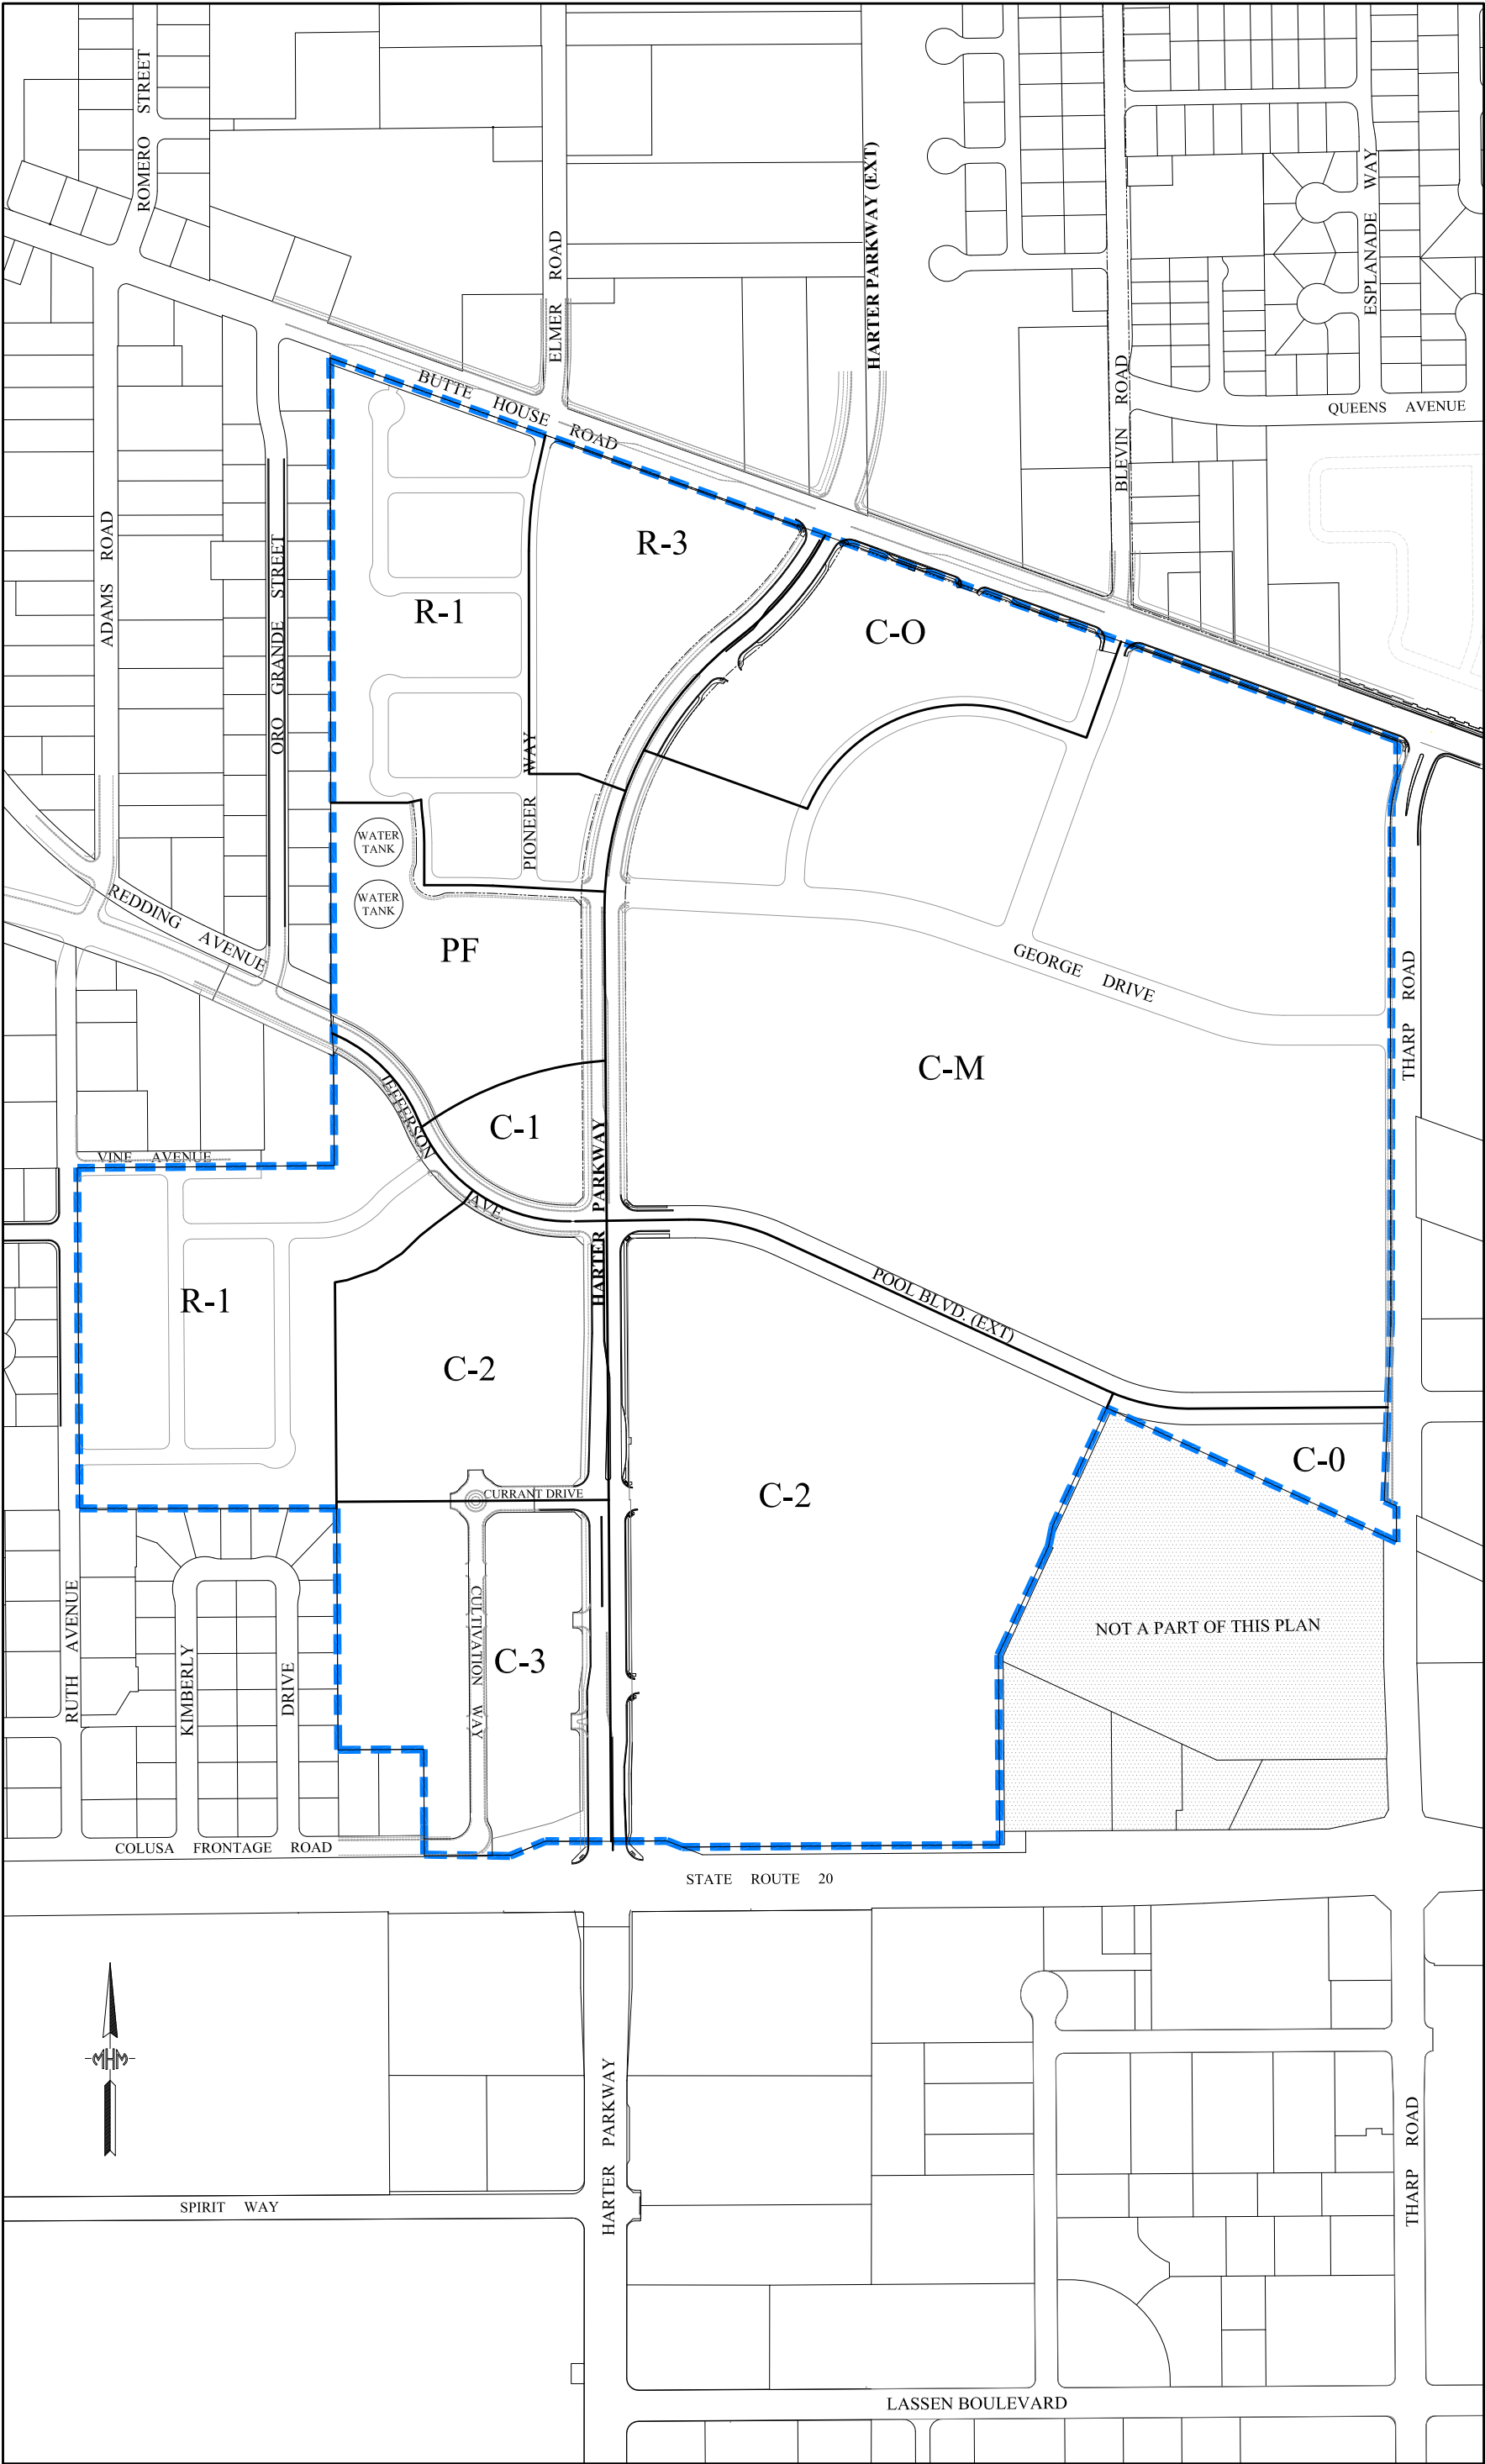 ROMERO STREET
ELMER ROAD
HARTER PARKWAY (EXT)
BLEVIN ROAD
ESPLANADE WAY
QUEENS AVENUE
BUTTE HOUSE ROAD
ADAMS ROAD
ORO GRANDE STREET
R-3
R-1
C-O
PIONEER WAY
WATER
TANK
WATER
TANK
REDDING AVENUE
PF
GEORGE DRIVE
THARP ROAD
C-M
JEFFERSON AVE.
C-1
HARTER PARKWAY
VINE AVENUE
HARTER PARKWAY
R-1
POOL BLVD. (EXT)
C-2
C-0
CURRANT DRIVE
C-2
RUTH AVENUE
KIMBERLY DRIVE
CULTIVATION WAY
C-3
NOT A PART OF THIS PLAN
COLUSA FRONTAGE ROAD
STATE ROUTE 20
MHM
HARTER PARKWAY
THARP ROAD
SPIRIT WAY
LASSEN BOULEVARD